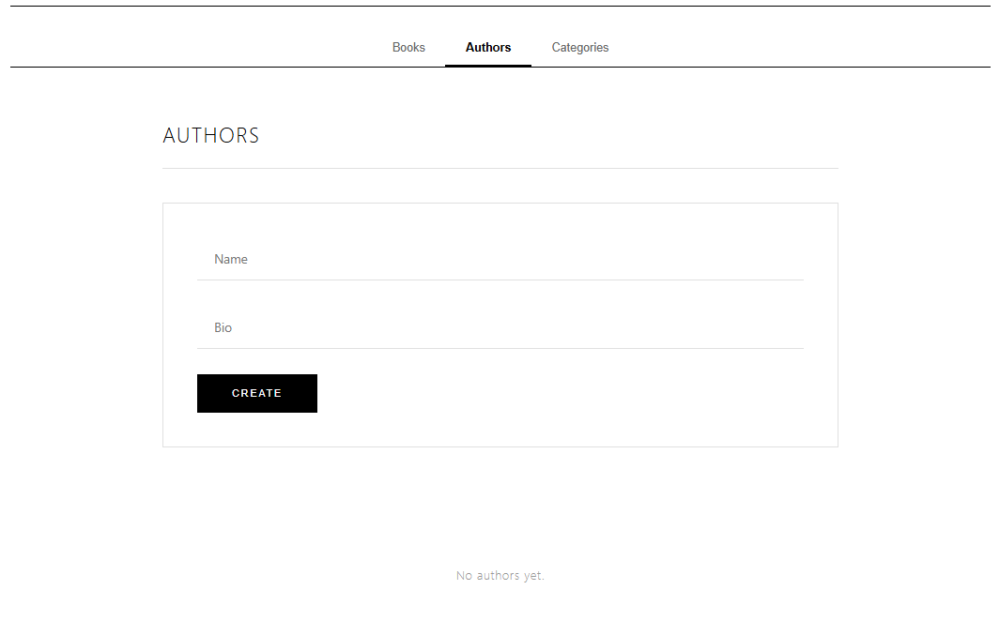 Books Authors Categories
AUTHORS
Name
Bio
CREATE
No authors yet.